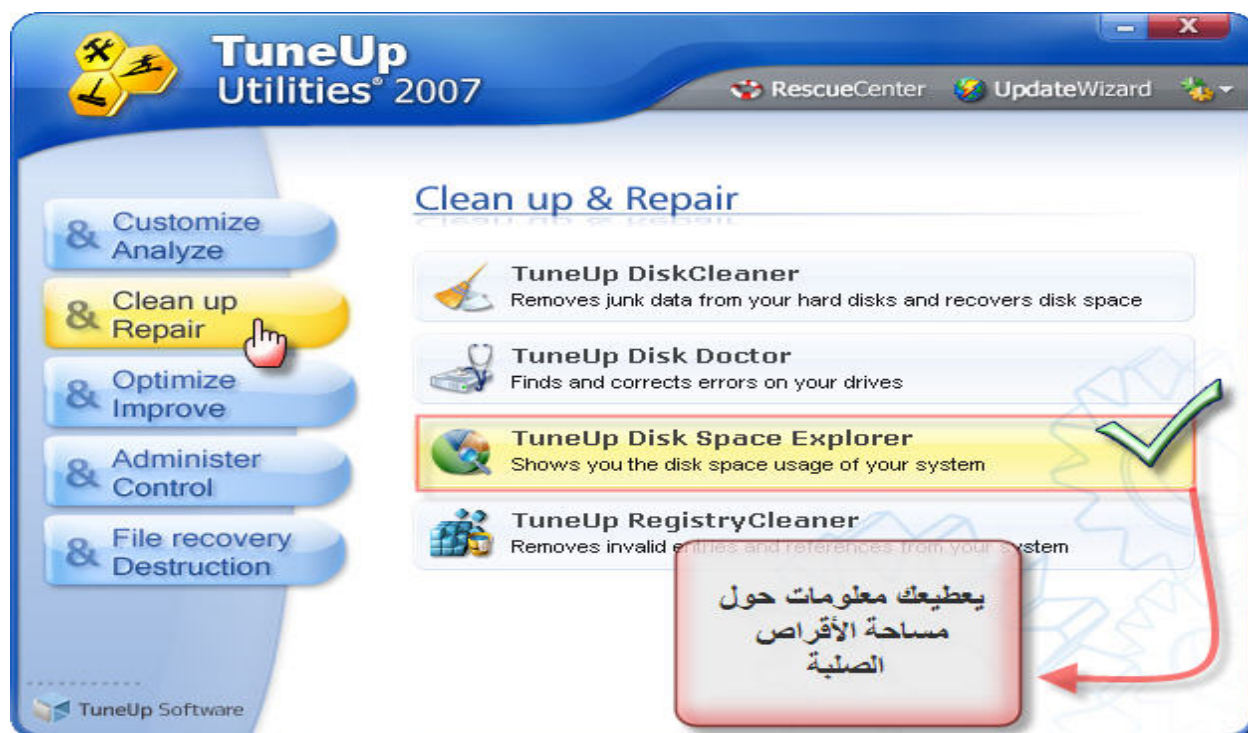 TuneUp
Utilities® 2007
RescueCenter UpdateWizard
& Customize
Analyze
& Clean up
Repair
& Optimize
Improve
& Administer
Control
& File recovery
Destruction
Clean up & Repair
TuneUp DiskCleaner
Removes junk data from your hard disks and recovers disk space
TuneUp Disk Doctor
Finds and corrects errors on your drives
TuneUp Disk Space Explorer
Shows you the disk space usage of your system
TuneUp RegistryCleaner
Removes invalid entries and references from your system
يعطيعك معلومات حول
مساحة الأقراص
الصلبة
TuneUp Software